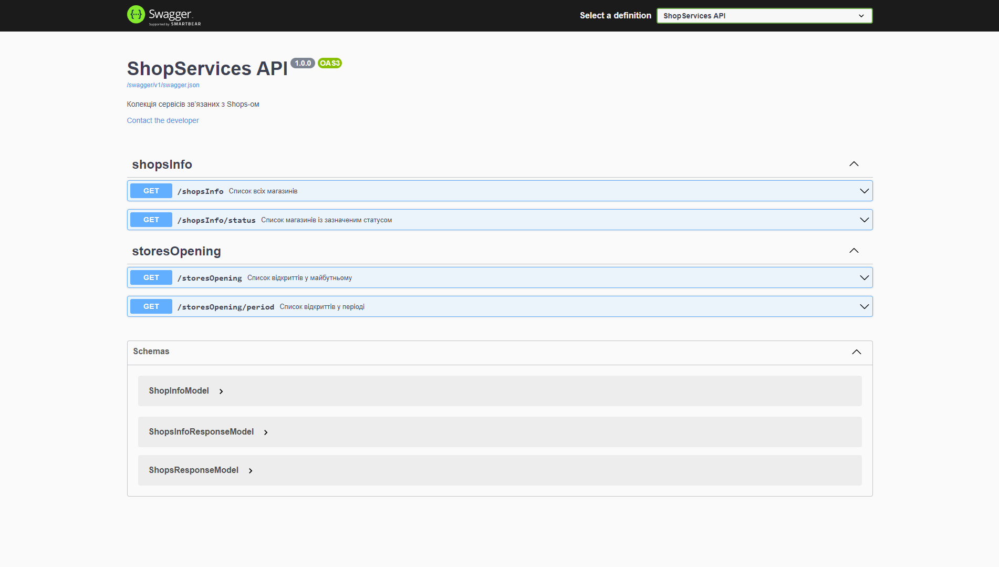 Swagger
Supported by SMARTBEAR
Select a definition
ShopServices API
ShopServices API 1.0.0 OAS3
/swagger/v1/swagger.json
Колекція сервісів зв’язаних з Shops-ом
Contact the developer
shopsInfo
GET /shopsInfo Список всіх магазинів
GET /shopsInfo/status Список магазинів із зазначеним статусом
storesOpening
GET /storesOpening Список відкриттів у майбутньому
GET /storesOpening/period Список відкриттів у періоді
Schemas
ShopInfoModel
ShopsInfoResponseModel
ShopsResponseModel